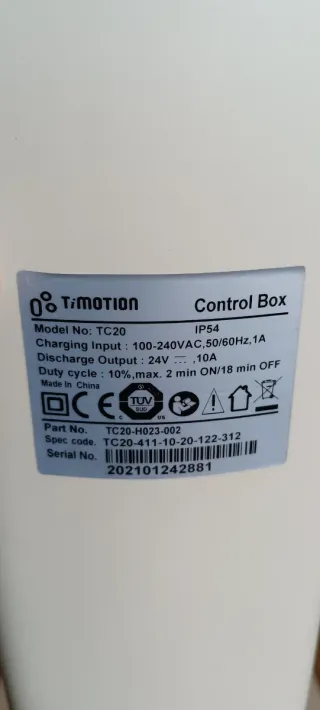 TiMOTION Control Box
Model No: TC20 IP54
Charging Input : 100-240VAC,50/60Hz,1A
Discharge Output : 24V ⎓ ,10A
Duty cycle : 10%,max. 2 min ON/18 min OFF
Made In China
CE TÜV SÜD C US
Part No. TC20-H023-002
Spec code. TC20-411-10-20-122-312
Serial No.
202101242881